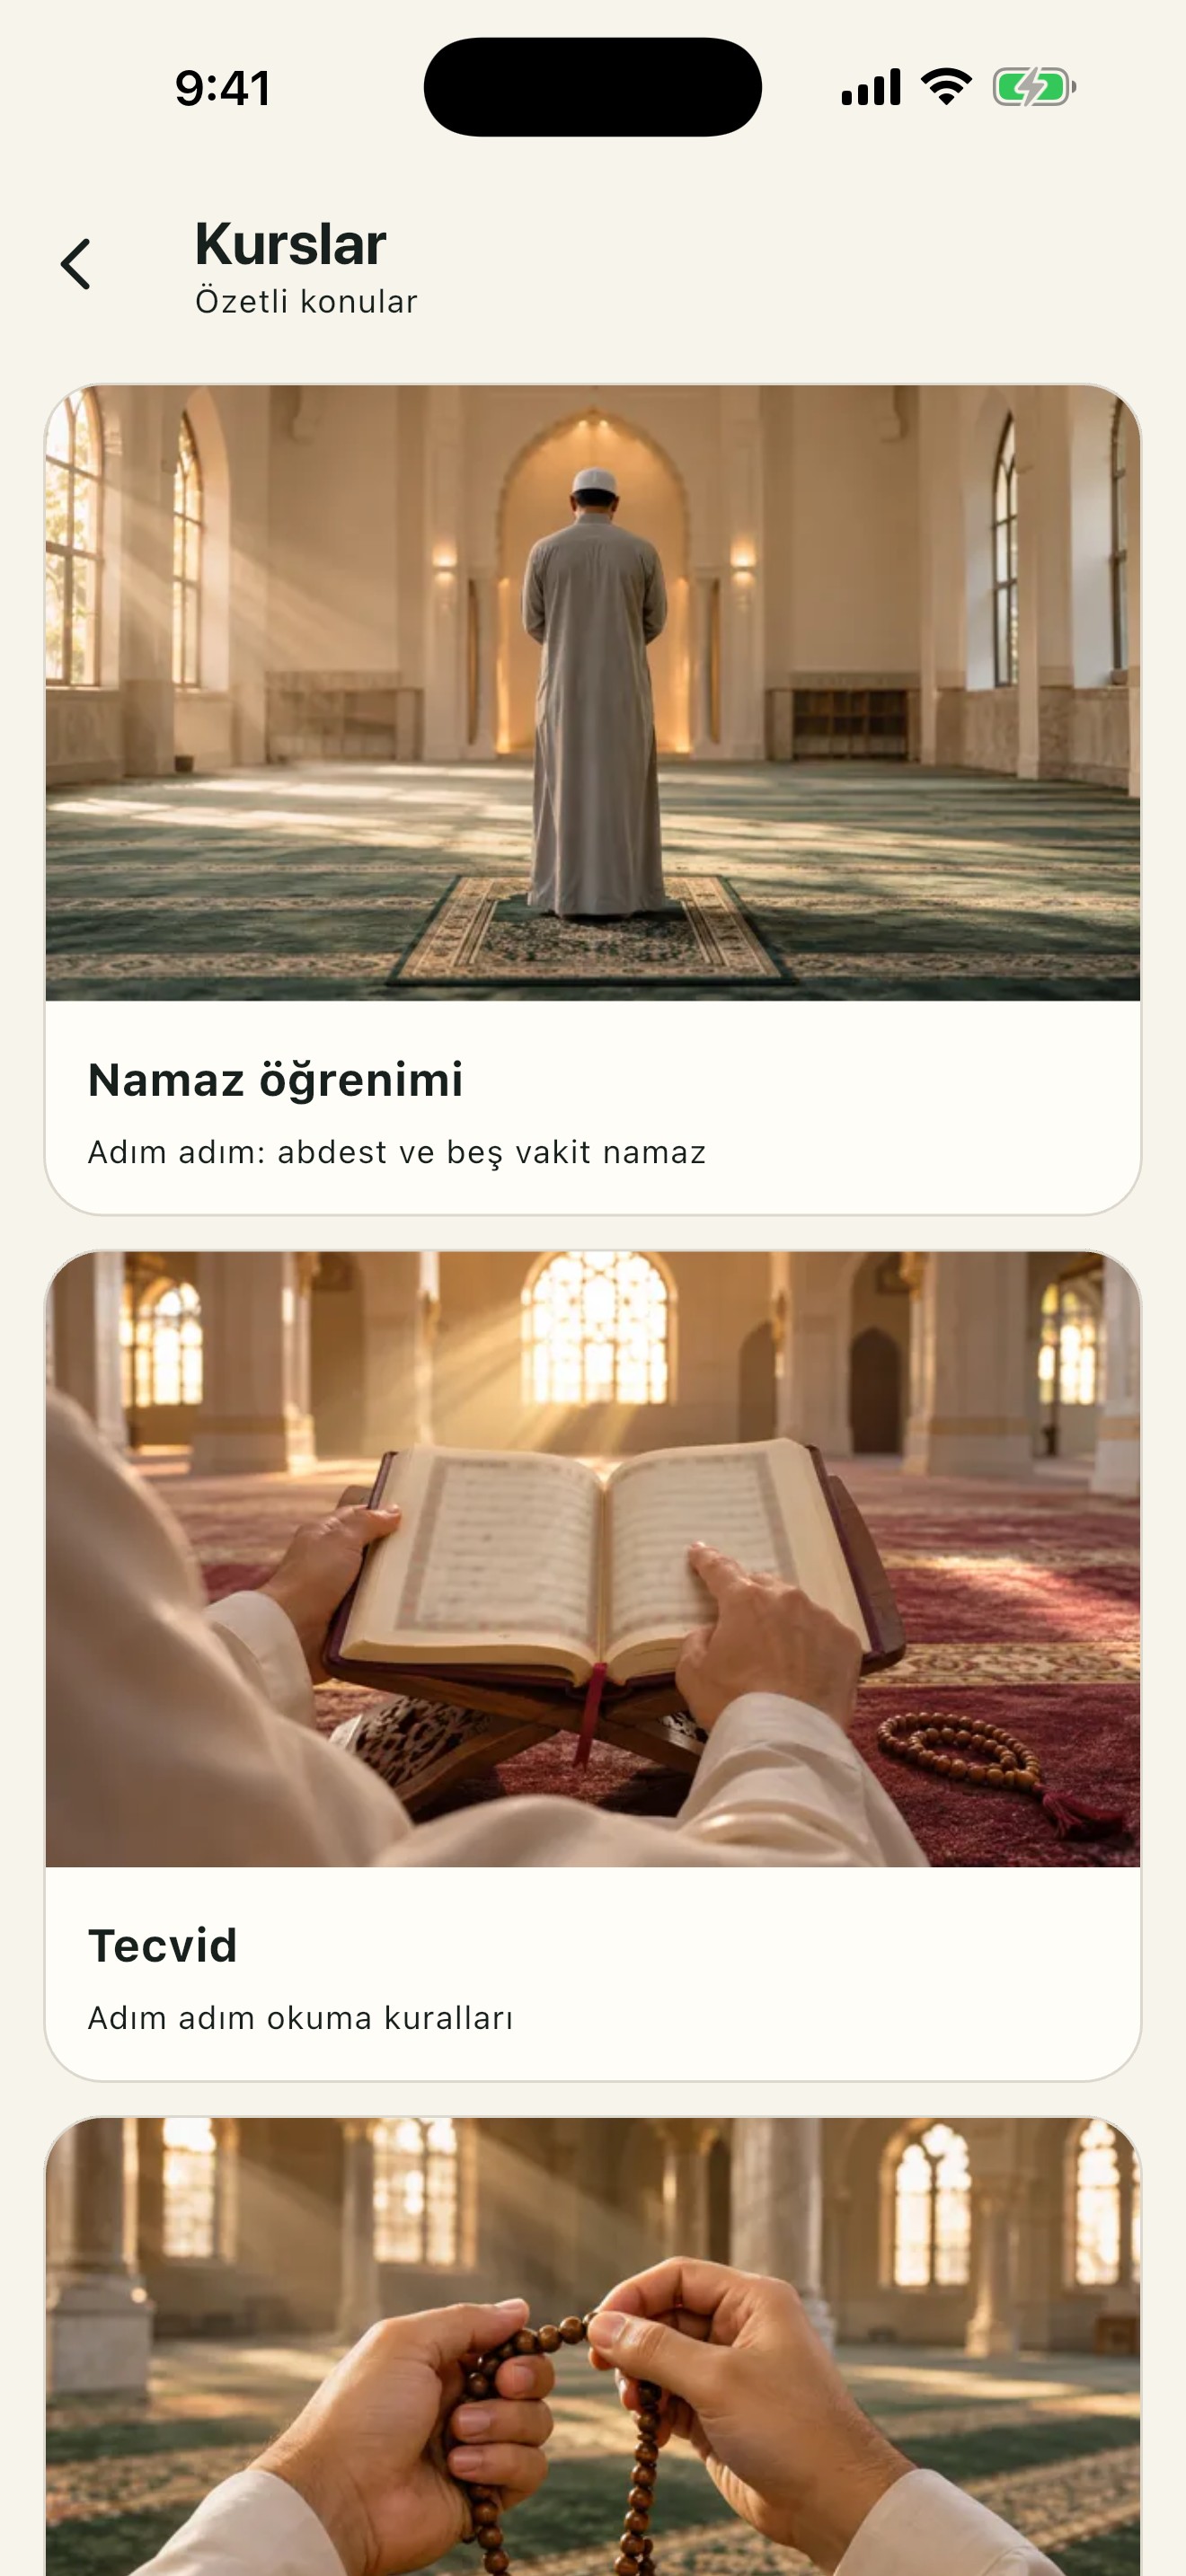 9:41
Kurslar
Özetli konular
Namaz öğrenimi
Adım adım: abdest ve beş vakit namaz
Tecvid
Adım adım okuma kuralları